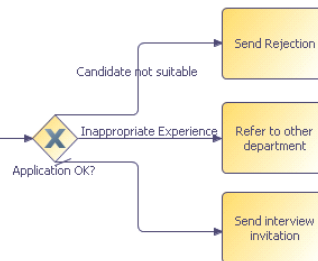 Send Rejection
Candidate not suitable
Inappropriate Experience
Refer to other
department
Application OK?
Send interview
invitation